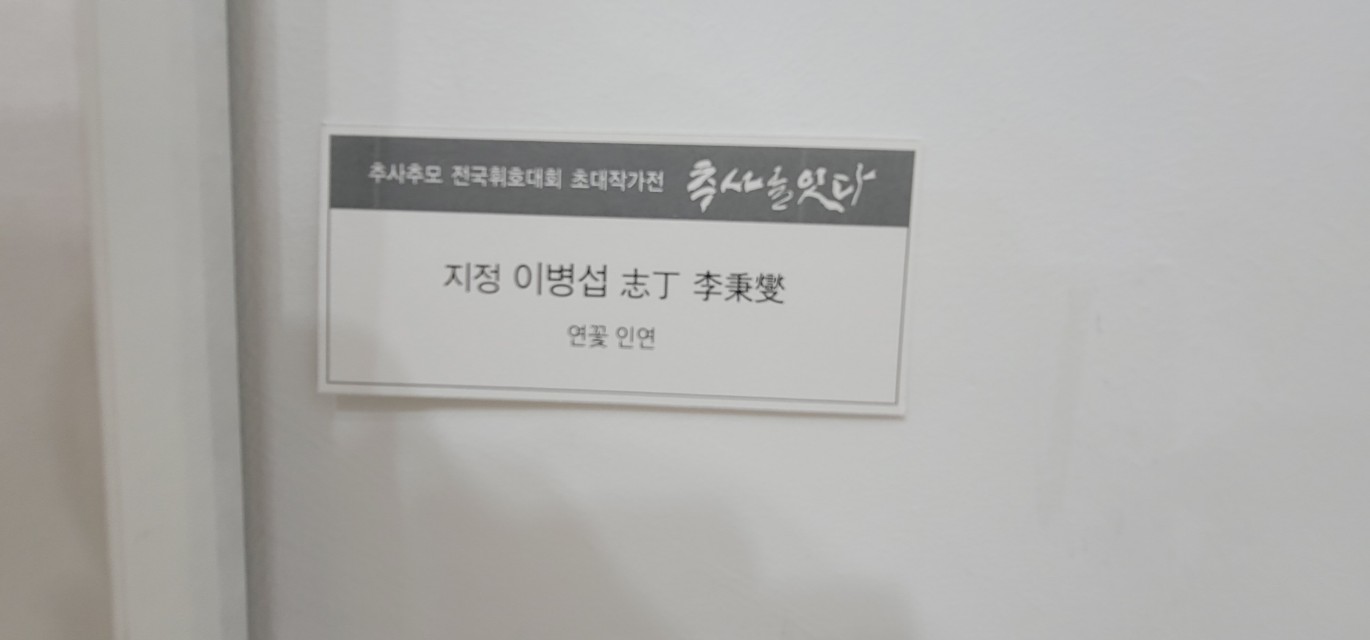 추사추모 전국휘호대회 초대작가전 추사를 잇다
지정 이병섭 志丁 李秉燮
연꽃 인연